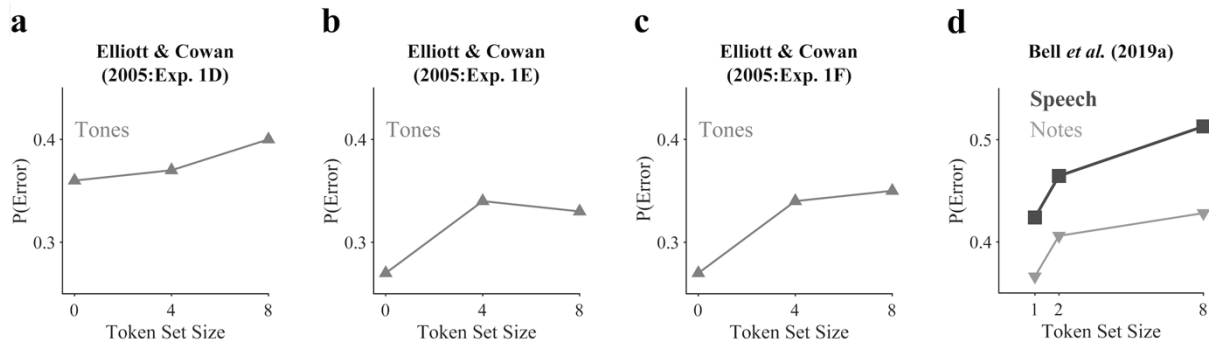 a
Elliott & Cowan
(2005:Exp. 1D)
Tones
P(Error)
0.4
0.3
0
4
8
Token Set Size
b
Elliott & Cowan
(2005:Exp. 1E)
Tones
P(Error)
0.4
0.3
0
4
8
Token Set Size
c
Elliott & Cowan
(2005:Exp. 1F)
Tones
P(Error)
0.4
0.3
0
4
8
Token Set Size
d
Bell et al. (2019a)
Speech
Notes
P(Error)
0.5
0.4
1
2
8
Token Set Size